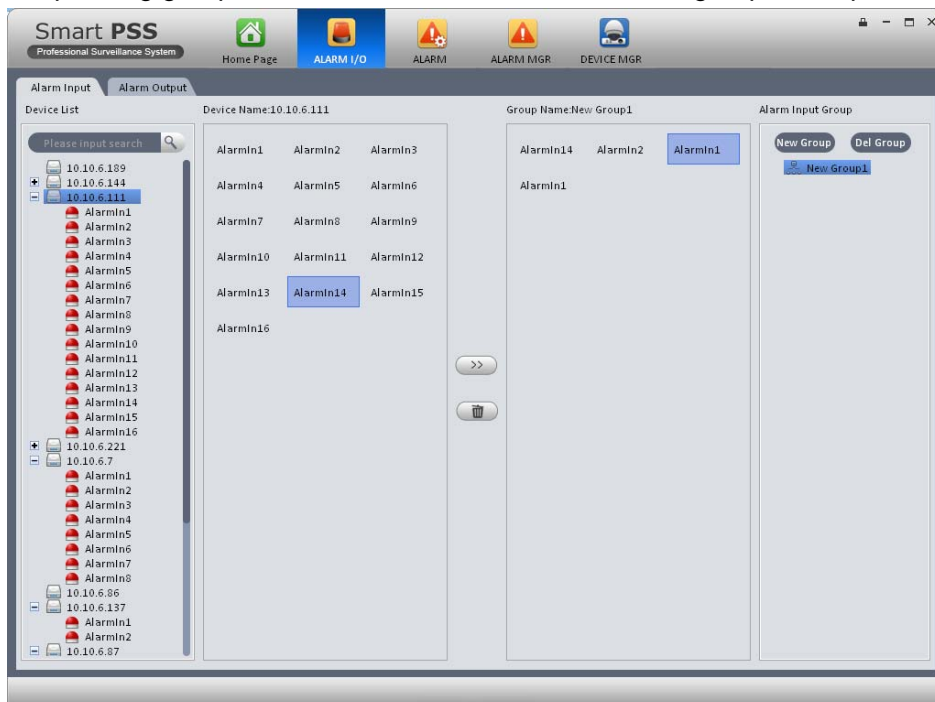 Smart PSS
Professional Surveillance System
Home Page
ALARM I/O
ALARM
ALARM MGR
DEVICE MGR
Alarm Input
Alarm Output
Device List
Please input search
10.10.6.189
10.10.6.144
10.10.6.111
AlarmIn1
AlarmIn2
AlarmIn3
AlarmIn4
AlarmIn5
AlarmIn6
AlarmIn7
AlarmIn8
AlarmIn9
AlarmIn10
AlarmIn11
AlarmIn12
AlarmIn13
AlarmIn14
AlarmIn15
AlarmIn16
10.10.6.221
10.10.6.7
AlarmIn1
AlarmIn2
AlarmIn3
AlarmIn4
AlarmIn5
AlarmIn6
AlarmIn7
AlarmIn8
10.10.6.86
10.10.6.137
AlarmIn1
AlarmIn2
10.10.6.87
Device Name:10.10.6.111
AlarmIn1 AlarmIn2 AlarmIn3
AlarmIn4 AlarmIn5 AlarmIn6
AlarmIn7 AlarmIn8 AlarmIn9
AlarmIn10 AlarmIn11 AlarmIn12
AlarmIn13 AlarmIn14 AlarmIn15
AlarmIn16
>>
Group Name:New Group1
AlarmIn14 AlarmIn2 AlarmIn1
AlarmIn1
Alarm Input Group
New Group Del Group
New Group1